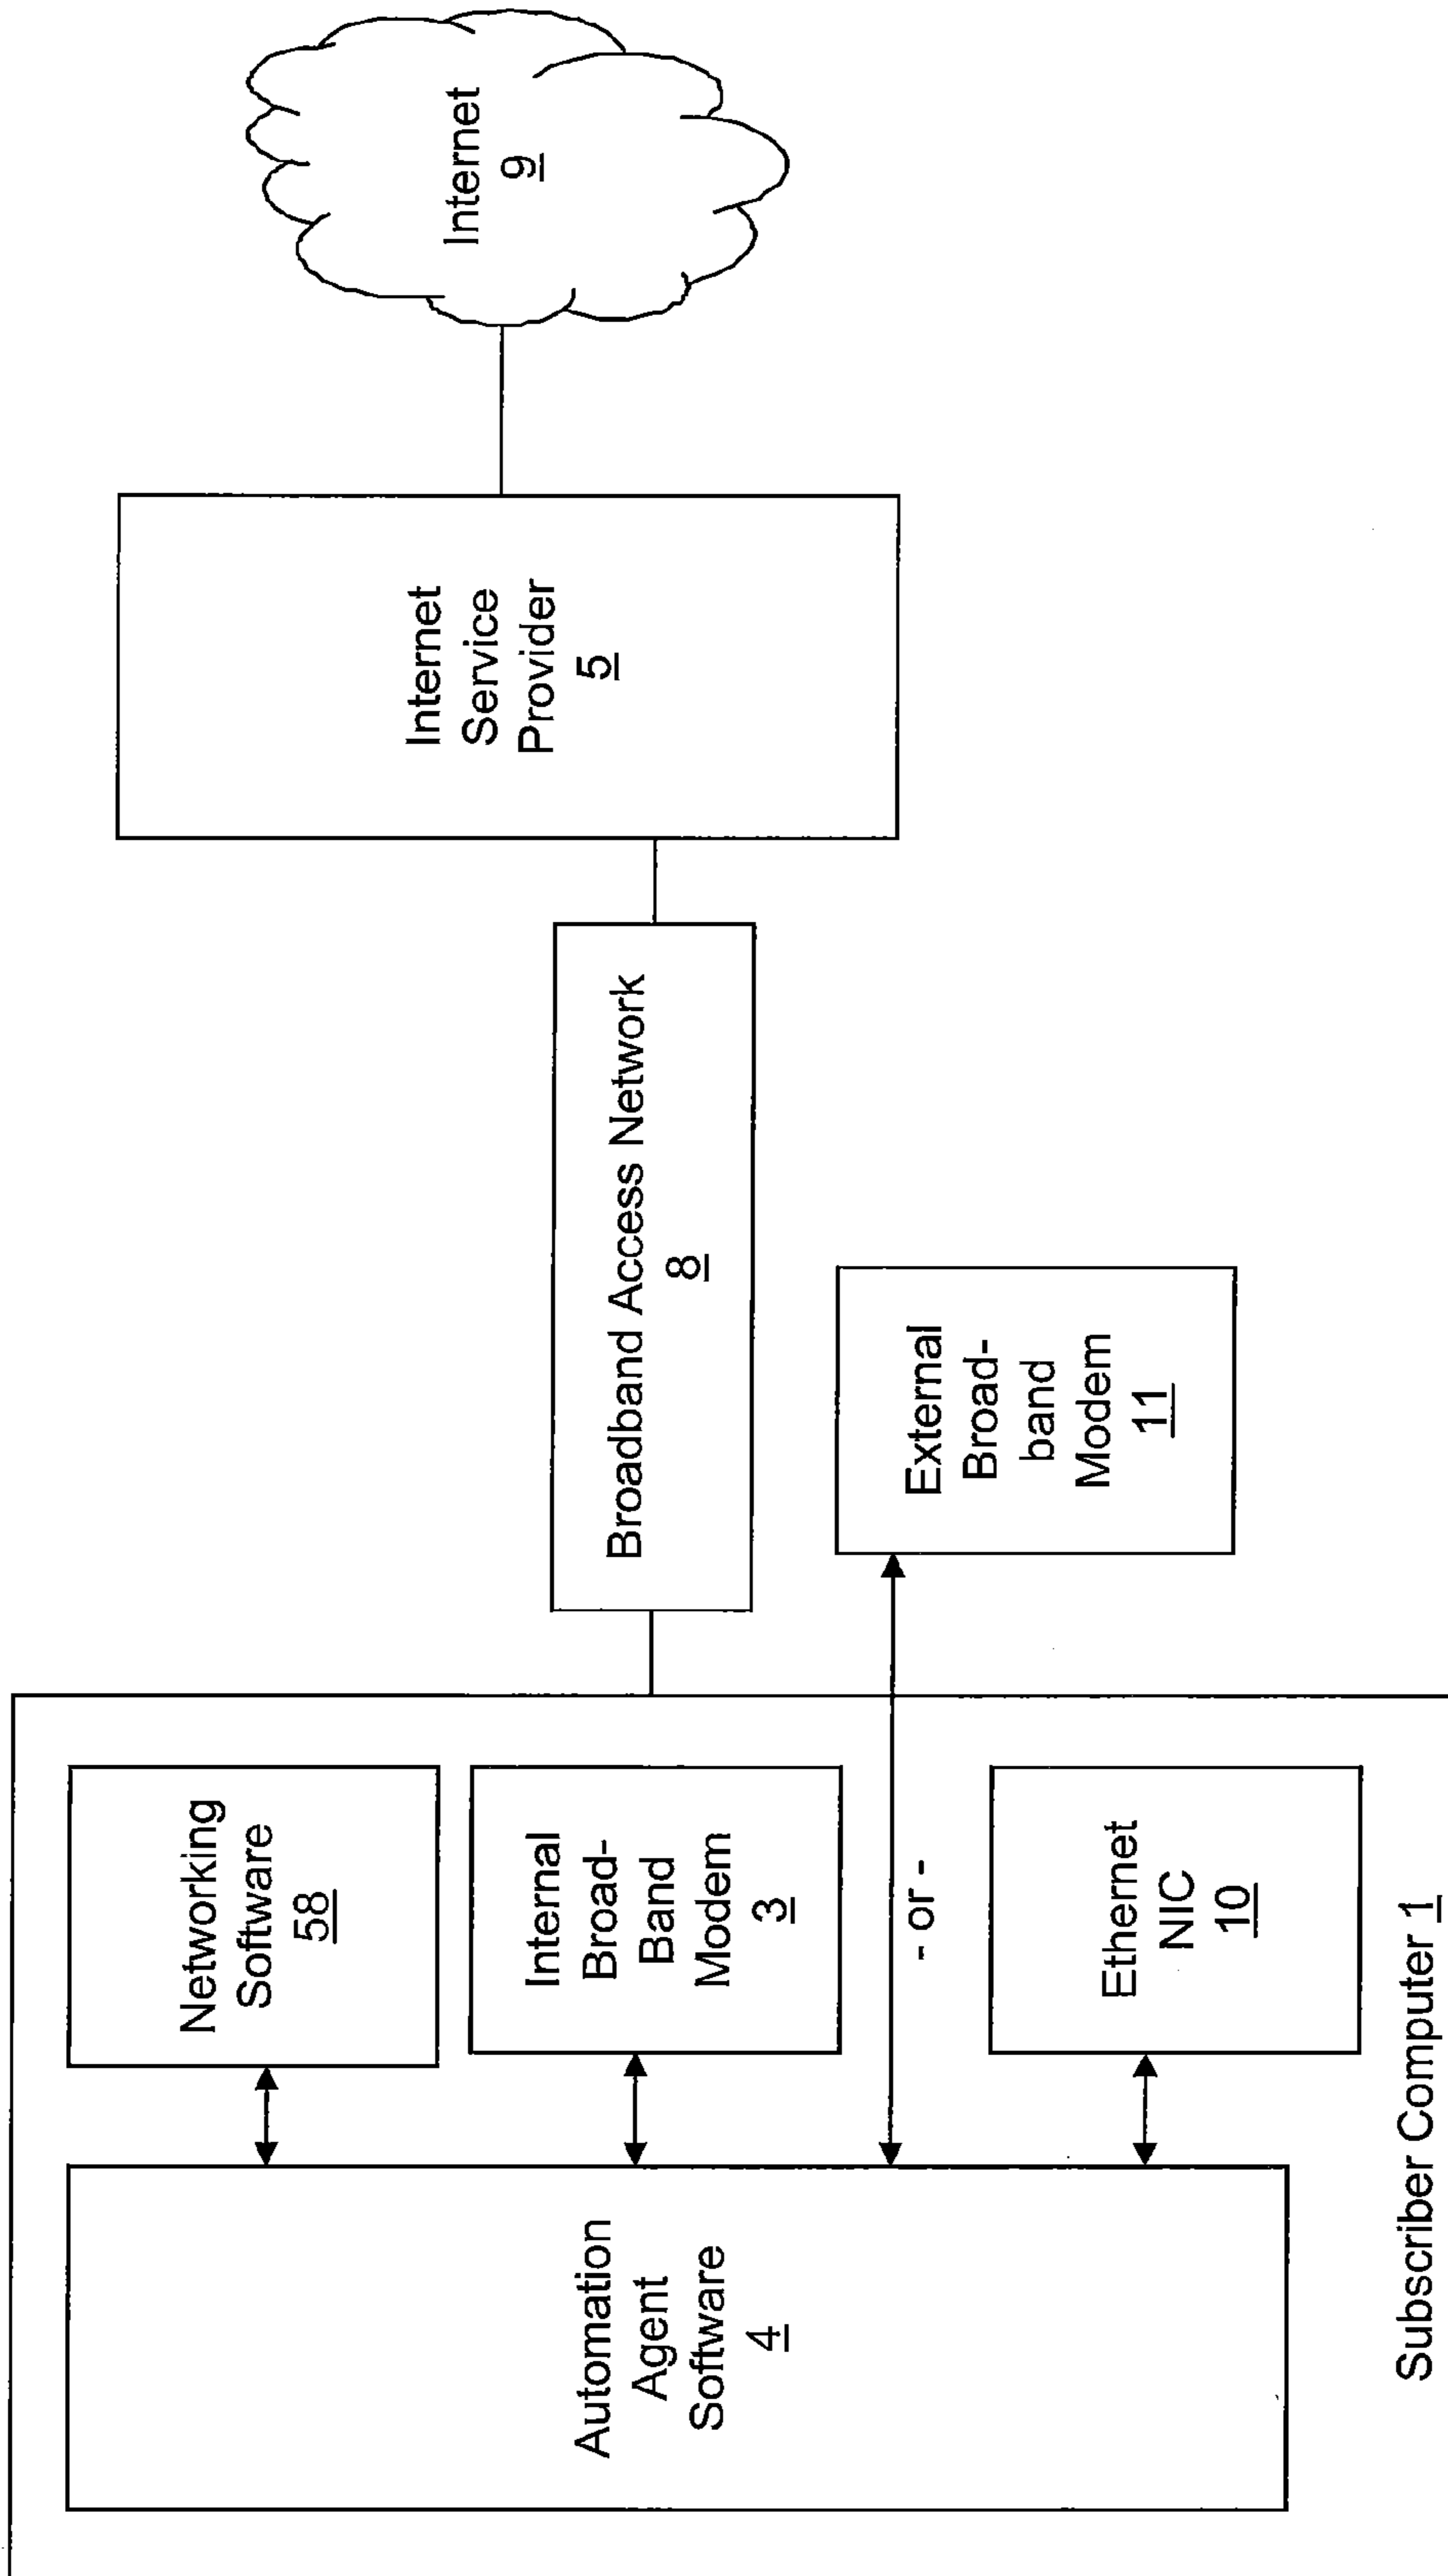 Automation
Agent
Software
4
Networking
Software
58
Internal
Broad-
Band
Modem
3
- or -
Ethernet
NIC
10
Subscriber Computer 1
Broadband Access Network
8
External
Broad-
band
Modem
11
Internet
Service
Provider
5
Internet
9